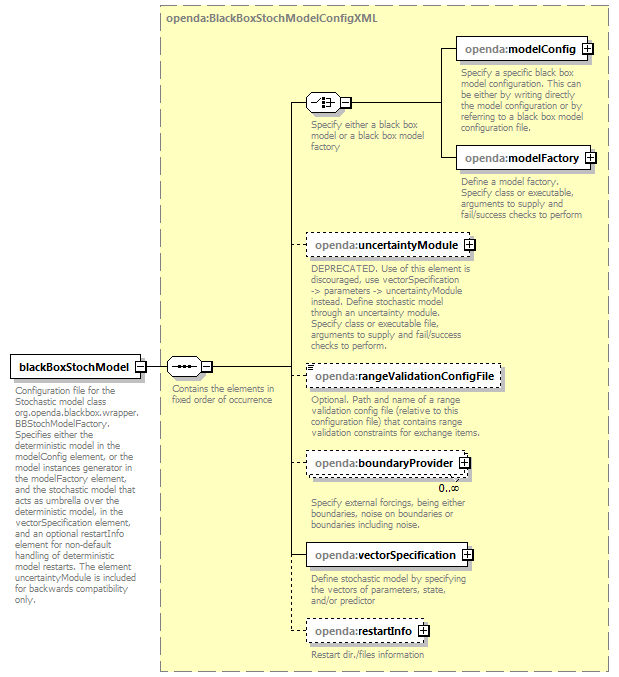 openda:BlackBoxStochModelConfigXML
openda:modelConfig
Specify a specific black box
model configuration. This can
be either by writing directly
the model configuration or by
referring to a black box model
configuration file.
Specify either a black box
model or a black box model
factory
openda:modelFactory
Define a model factory.
Specify class or executable,
arguments to supply and
fail/success checks to perform
openda:uncertaintyModule
DEPRECATED. Use of this element is
discouraged, use vectorSpecification
-> parameters -> uncertaintyModule
instead. Define stochastic model
through an uncertainty module.
Specify class or executable file,
arguments to supply and fail/success
checks to perform.
blackBoxStochModel
Configuration file for the
Stochastic model class
org.openda.blackbox.wrapper.
BBStochModelFactory.
Specifies either the
deterministic model in the
modelConfig element, or the
model instances generator in
the modelFactory element,
and the stochastic model that
acts as umbrella over the
deterministic model, in the
vectorSpecification element,
and an optional restartInfo
element for non-default
handling of deterministic
model restarts. The element
uncertaintyModule is included
for backwards compatibility
only.
Contains the elements in
fixed order of occurrence
openda:rangeValidationConfigFile
Optional. Path and name of a range
validation config file (relative to this
configuration file) that contains range
validation constraints for exchange items.
openda:boundaryProvider
0..∞
Specify external forcings, being either
boundaries, noise on boundaries or
boundaries including noise.
openda:vectorSpecification
Define stochastic model by specifying
the vectors of parameters, state,
and/or predictor
openda:restartInfo
Restart dir./files information